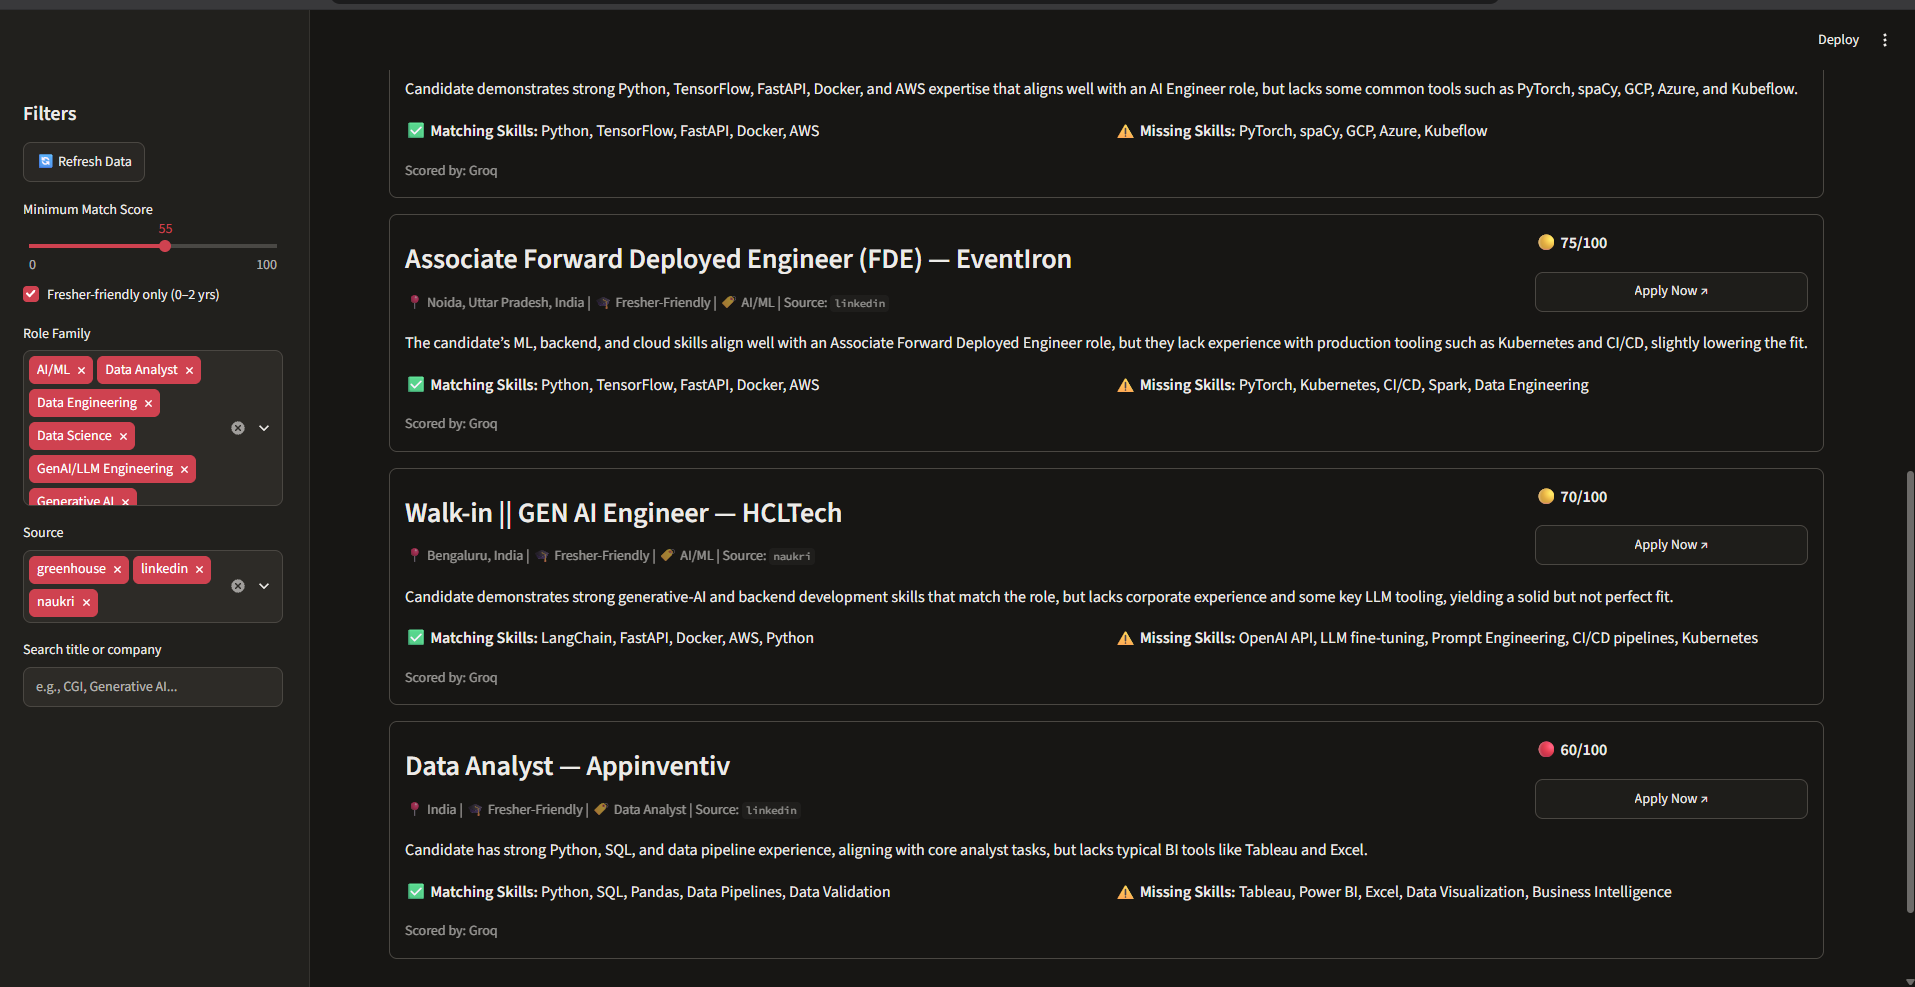 Deploy
Filters
Refresh Data
Minimum Match Score
55
0 100
Fresher-friendly only (0–2 yrs)
Role Family
AI/ML × Data Analyst ×
Data Engineering ×
Data Science ×
GenAI/LLM Engineering ×
Generative AI ×
Source
greenhouse × linkedin ×
naukri ×
Search title or company
e.g., CGI, Generative AI...
Candidate demonstrates strong Python, TensorFlow, FastAPI, Docker, and AWS expertise that aligns well with an AI Engineer role, but lacks some common tools such as PyTorch, spaCy, GCP, Azure, and Kubeflow.
Matching Skills: Python, TensorFlow, FastAPI, Docker, AWS
Missing Skills: PyTorch, spaCy, GCP, Azure, Kubeflow
Scored by: Groq
Associate Forward Deployed Engineer (FDE) — EventIron
75/100
Apply Now ↗
Noida, Uttar Pradesh, India | Fresher-Friendly | AI/ML | Source: linkedin
The candidate’s ML, backend, and cloud skills align well with an Associate Forward Deployed Engineer role, but they lack experience with production tooling such as Kubernetes and CI/CD, slightly lowering the fit.
Matching Skills: Python, TensorFlow, FastAPI, Docker, AWS
Missing Skills: PyTorch, Kubernetes, CI/CD, Spark, Data Engineering
Scored by: Groq
Walk-in || GEN AI Engineer — HCLTech
70/100
Apply Now ↗
Bengaluru, India | Fresher-Friendly | AI/ML | Source: naukri
Candidate demonstrates strong generative-AI and backend development skills that match the role, but lacks corporate experience and some key LLM tooling, yielding a solid but not perfect fit.
Matching Skills: LangChain, FastAPI, Docker, AWS, Python
Missing Skills: OpenAI API, LLM fine-tuning, Prompt Engineering, CI/CD pipelines, Kubernetes
Scored by: Groq
Data Analyst — Appinventiv
60/100
Apply Now ↗
India | Fresher-Friendly | Data Analyst | Source: linkedin
Candidate has strong Python, SQL, and data pipeline experience, aligning with core analyst tasks, but lacks typical BI tools like Tableau and Excel.
Matching Skills: Python, SQL, Pandas, Data Pipelines, Data Validation
Missing Skills: Tableau, Power BI, Excel, Data Visualization, Business Intelligence
Scored by: Groq